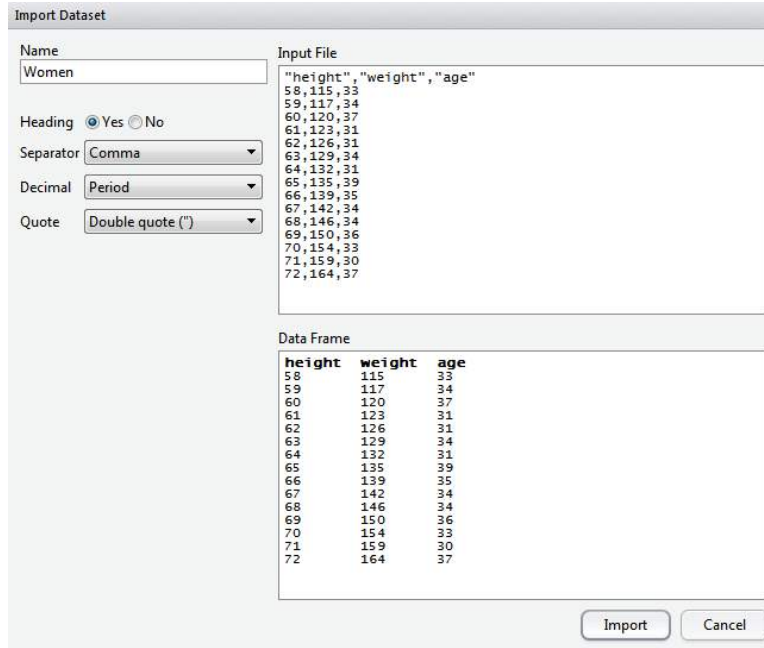 Import Dataset
Name
Women
Heading Yes No
Separator Comma
Decimal Period
Quote Double quote (")
Input File
"height","weight","age"
58,115,33
59,117,34
60,120,37
61,123,31
62,126,31
63,129,34
64,132,31
65,135,39
66,139,35
67,142,34
68,146,34
69,150,36
70,154,33
71,159,30
72,164,37
Data Frame
height weight age
58 115 33
59 117 34
60 120 37
61 123 31
62 126 31
63 129 34
64 132 31
65 135 39
66 139 35
67 142 34
68 146 34
69 150 36
70 154 33
71 159 30
72 164 37
Import Cancel